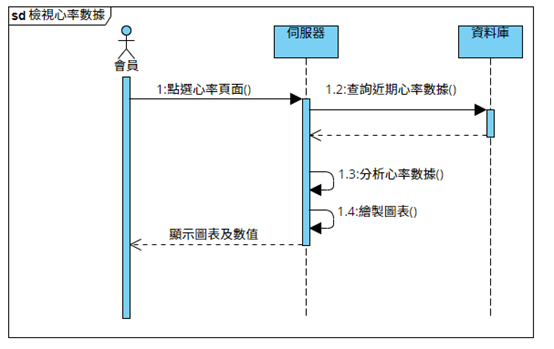 sd 檢視心率數據
伺服器
資料庫
會員
1:點選心率頁面()
1.2:查詢近期心率數據()
1.3:分析心率數據()
1.4:繪製圖表()
顯示圖表及數值